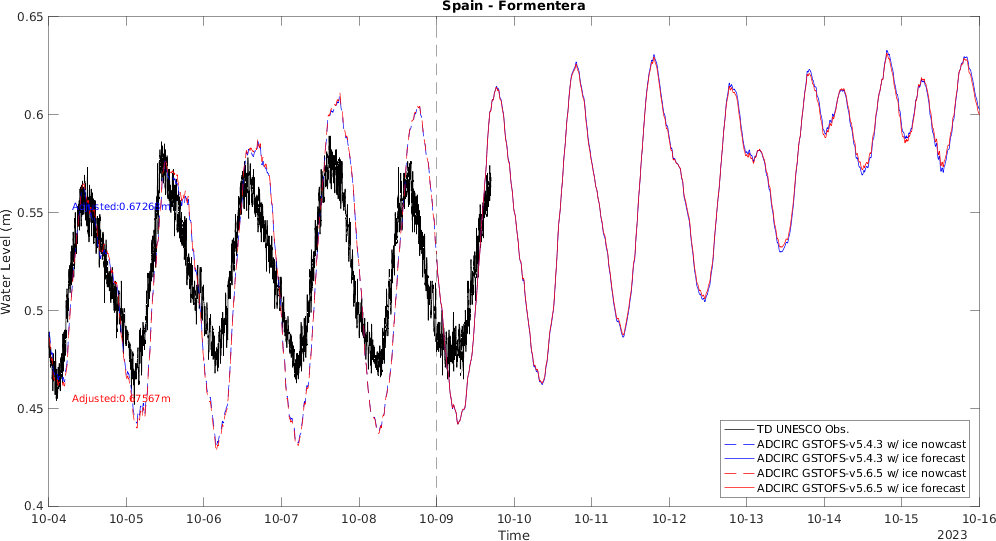 Spain - Formentera
Water Level (m)
0.65
0.6
0.55
0.5
0.45
0.4
Adjusted:0.6726
Adjusted:0.67567m
TD UNESCO Obs.
ADCIRC GSTOFS-v5.4.3 w/ ice nowcast
ADCIRC GSTOFS-v5.4.3 w/ ice forecast
ADCIRC GSTOFS-v5.6.5 w/ ice nowcast
ADCIRC GSTOFS-v5.6.5 w/ ice forecast
10-04 10-05 10-06 10-07 10-08 10-09 10-10 10-11 10-12 10-13 10-14 10-15 10-16
Time
2023